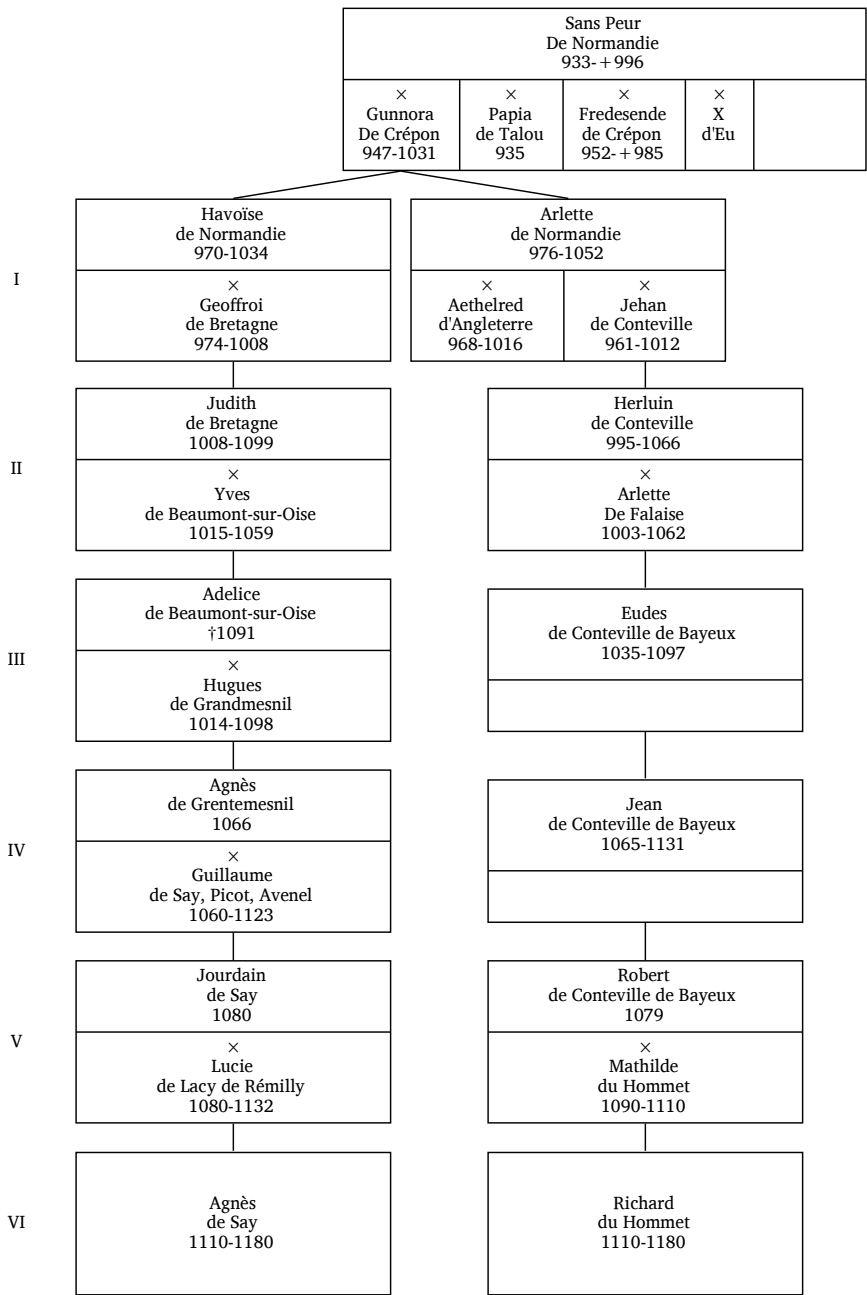 Sans Peur
De Normandie
933-+996
×
Gunnora
De Crépon
947-1031
×
Papia
de Talou
935
×
Fredesende
de Crépon
952-+985
×
X
d'Eu
I
Havoïse
de Normandie
970-1034
×
Geoffroi
de Bretagne
974-1008
Arlette
de Normandie
976-1052
×
Aethelred
d'Angleterre
968-1016
×
Jehan
de Conteville
961-1012
II
Judith
de Bretagne
1008-1099
×
Yves
de Beaumont-sur-Oise
1015-1059
Herluin
de Conteville
995-1066
×
Arlette
De Falaise
1003-1062
III
Adelice
de Beaumont-sur-Oise
†1091
×
Hugues
de Grandmesnil
1014-1098
Eudes
de Conteville de Bayeux
1035-1097
IV
Agnès
de Grentemesnil
1066
×
Guillaume
de Say, Picot, Avenel
1060-1123
Jean
de Conteville de Bayeux
1065-1131
V
Jourdain
de Say
1080
×
Lucie
de Lacy de Rémilly
1080-1132
Robert
de Conteville de Bayeux
1079
×
Mathilde
du Hommet
1090-1110
VI
Agnès
de Say
1110-1180
Richard
du Hommet
1110-1180